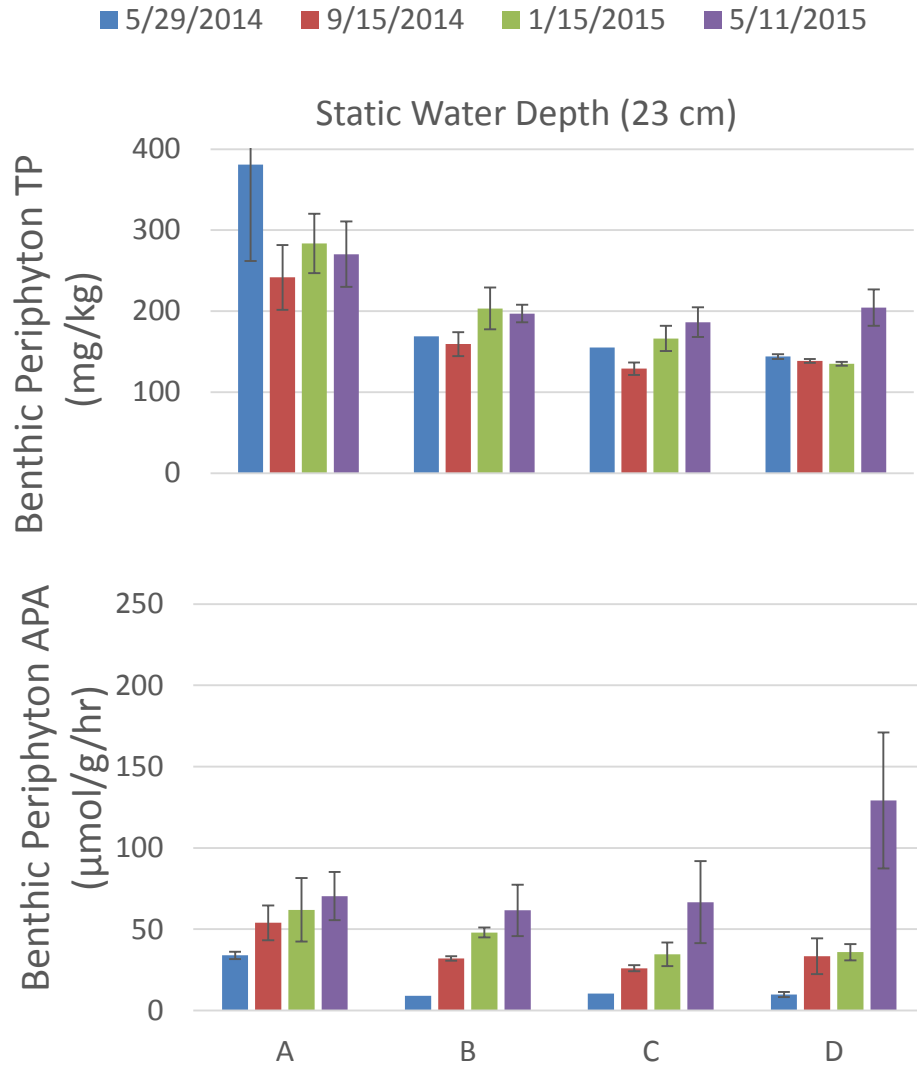 5/29/2014 9/15/2014 1/15/2015 5/11/2015
Static Water Depth (23 cm)
Benthic Periphyton TP
(mg/kg)
400
300
200
100
0
Benthic Periphyton APA
(μmol/g/hr)
250
200
150
100
50
0
A B C D